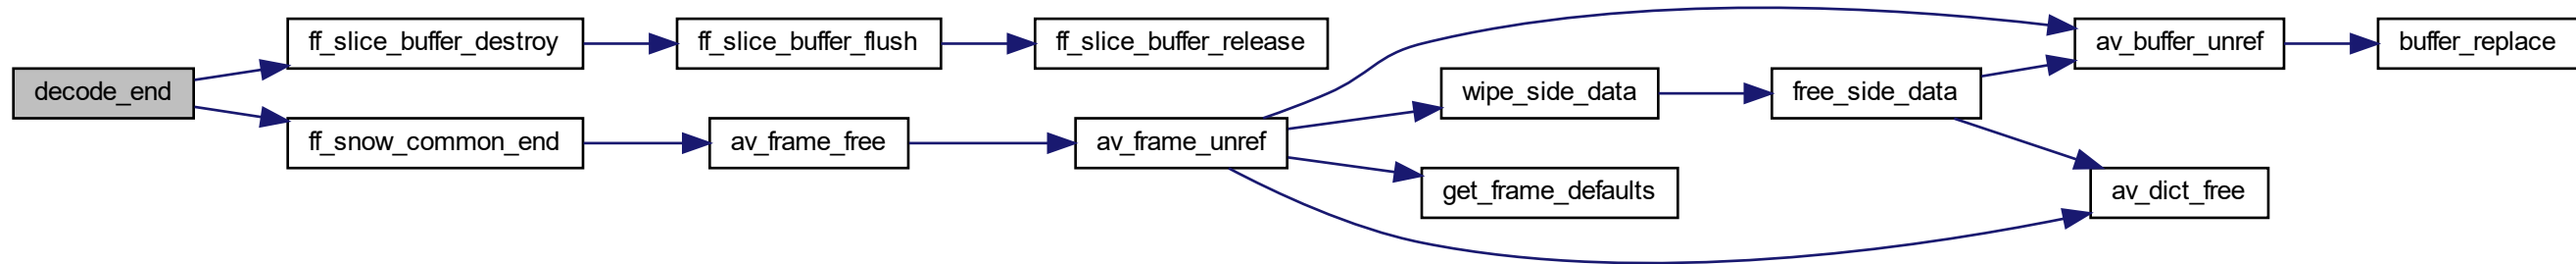 decode_end
ff_slice_buffer_destroy
ff_slice_buffer_flush
ff_slice_buffer_release
ff_snow_common_end
av_frame_free
av_frame_unref
wipe_side_data
get_frame_defaults
free_side_data
av_buffer_unref
av_dict_free
buffer_replace